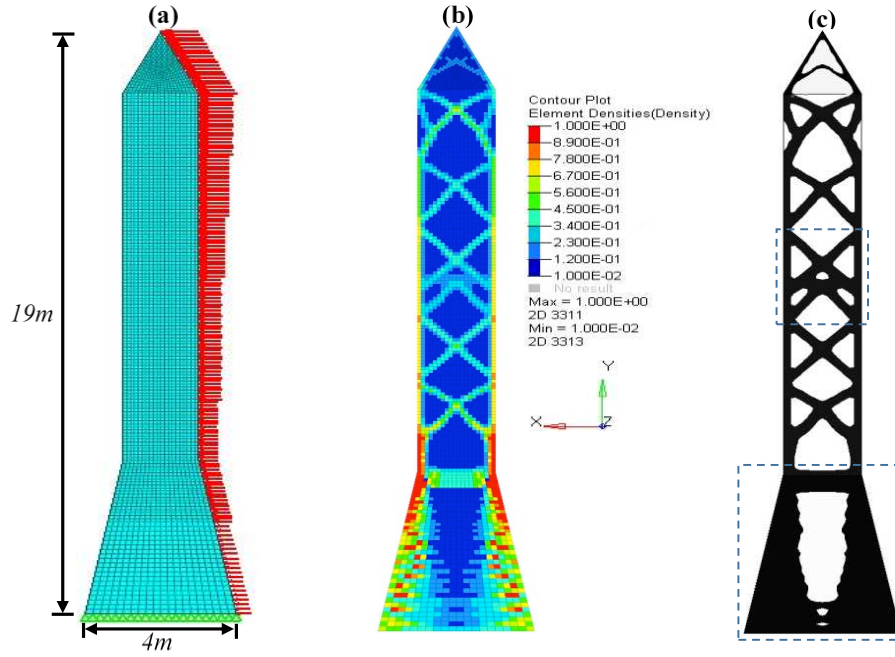 (a)
(b)
(c)
19m
4m
Contour Plot
Element Densities(Density)
1.000E+00
8.900E-01
7.800E-01
6.700E-01
5.600E-01
4.500E-01
3.400E-01
2.300E-01
1.200E-01
1.000E-02
No result
Max = 1.000E+00
2D 3311
Min = 1.000E-02
2D 3313
Y
X
Z